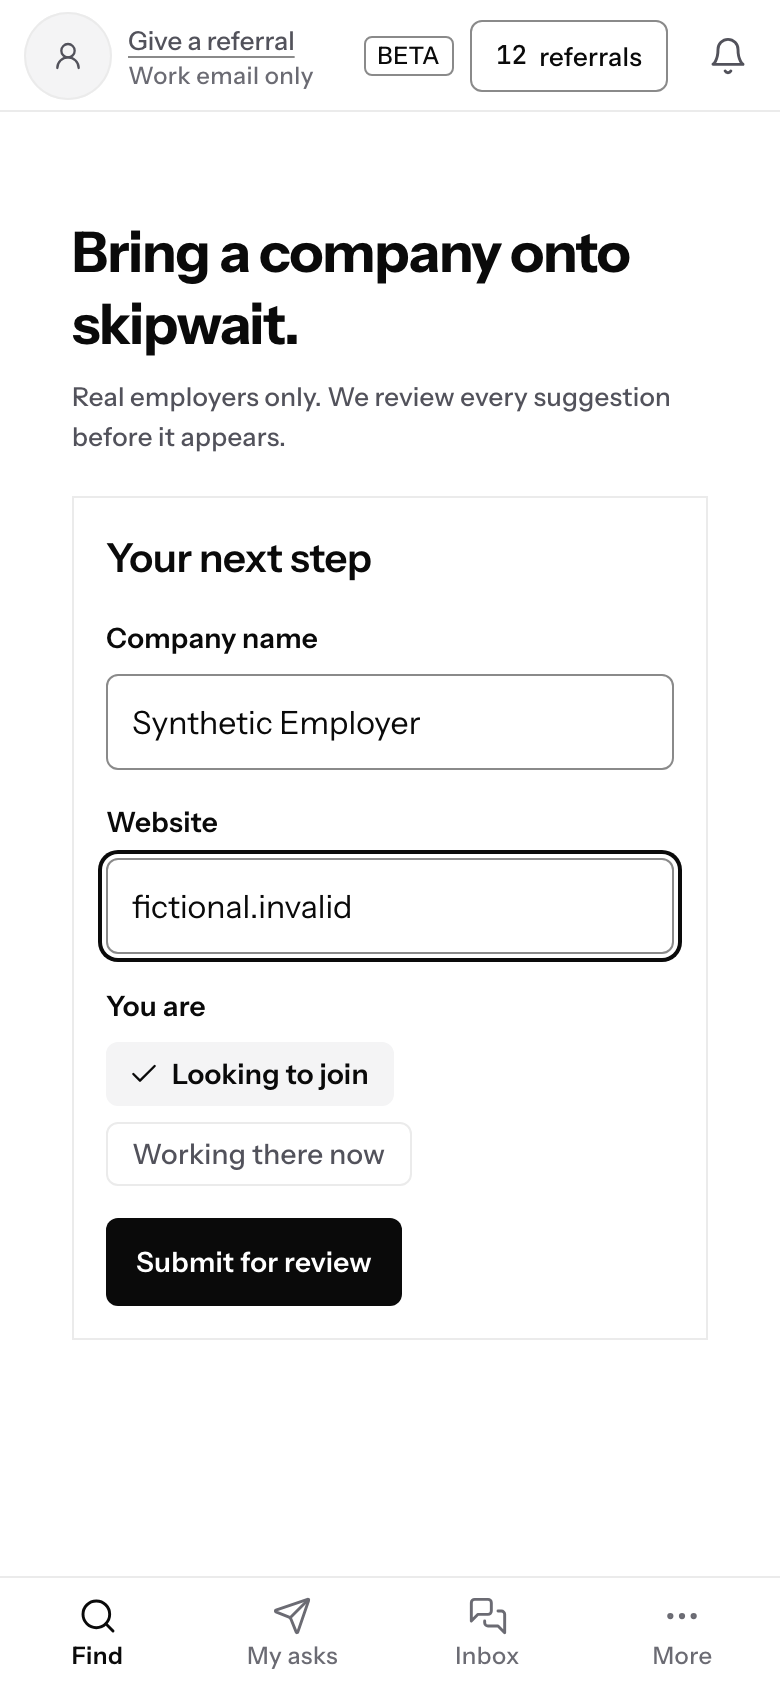 Give a referral
Work email only
BETA
12 referrals
Bring a company onto
skipwait.
Real employers only. We review every suggestion
before it appears.
Your next step
Company name
Synthetic Employer
Website
fictional.invalid
You are
Looking to join
Working there now
Submit for review
Find
My asks
Inbox
More